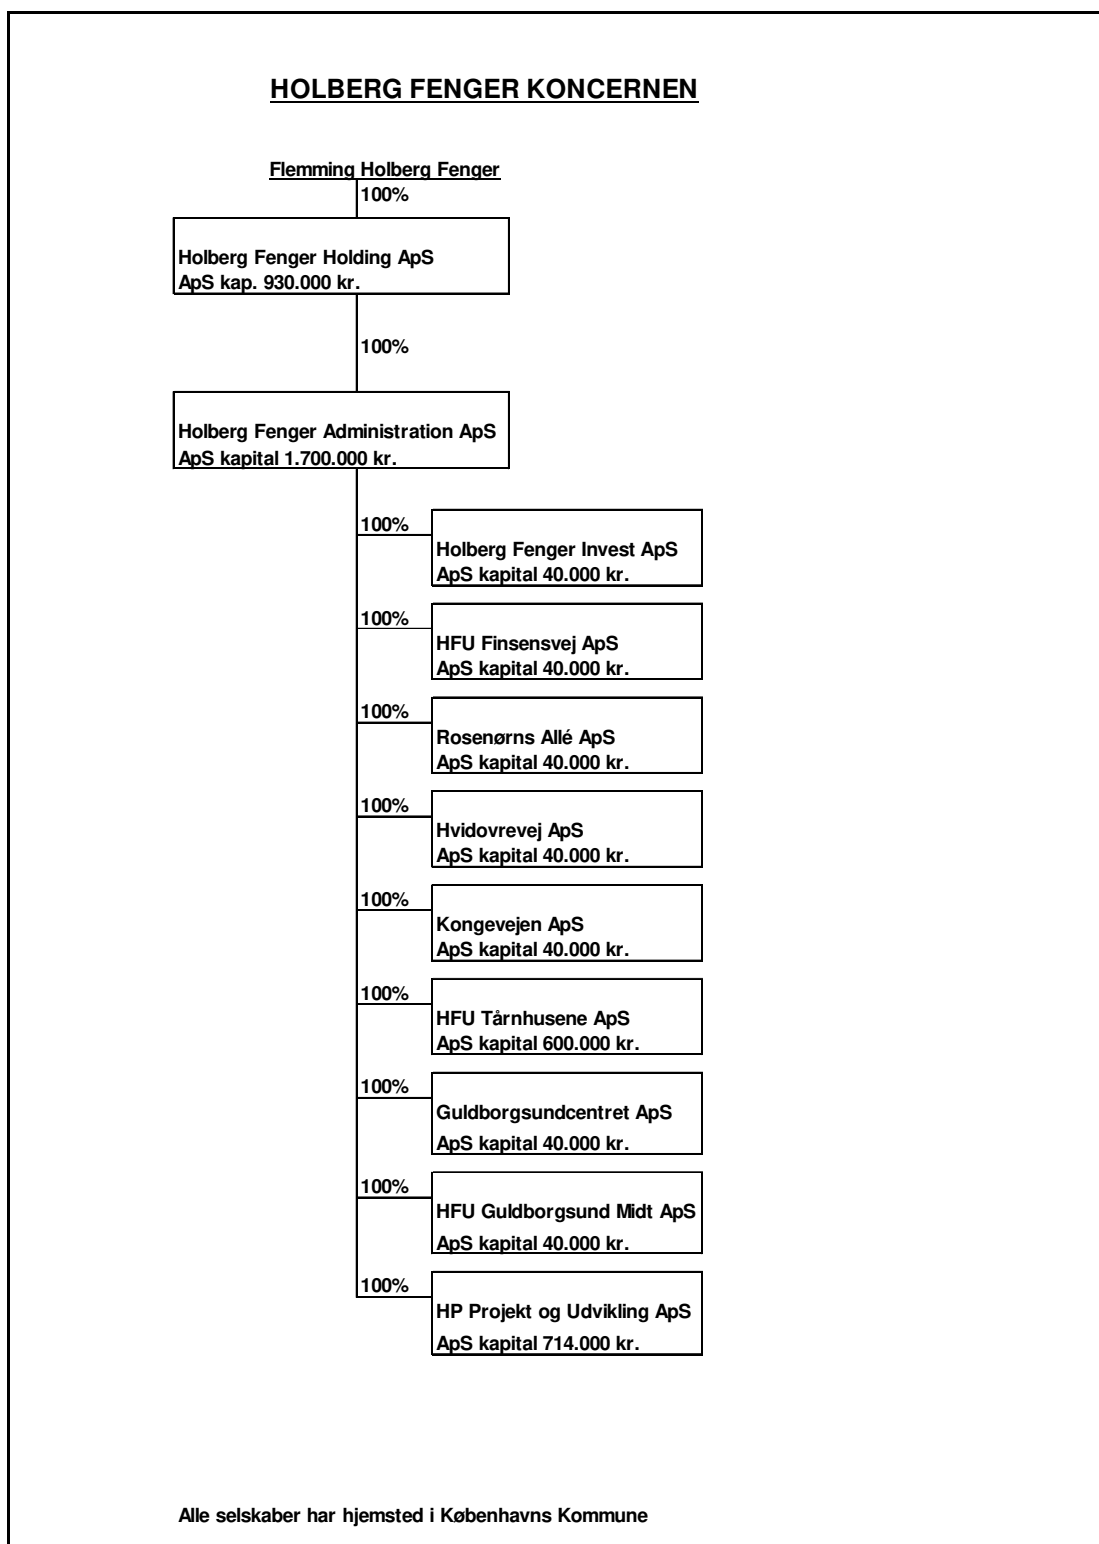 HOLBERG FENGER KONCERNEN
Flemming Holberg Fenger
100%
Holberg Fenger Holding ApS
ApS kap. 930.000 kr.
100%
Holberg Fenger Administration ApS
ApS kapital 1.700.000 kr.
100%
Holberg Fenger Invest ApS
ApS kapital 40.000 kr.
100%
HFU Finsensvej ApS
ApS kapital 40.000 kr.
100%
Rosenørns Allé ApS
ApS kapital 40.000 kr.
100%
Hvidovrevej ApS
ApS kapital 40.000 kr.
100%
Kongevejen ApS
ApS kapital 40.000 kr.
100%
HFU Tårnhusene ApS
ApS kapital 600.000 kr.
100%
Guldborgsundcentret ApS
ApS kapital 40.000 kr.
100%
HFU Guldborgsund Midt ApS
ApS kapital 40.000 kr.
100%
HP Projekt og Udvikling ApS
ApS kapital 714.000 kr.
Alle selskaber har hjemsted i Københavns Kommune